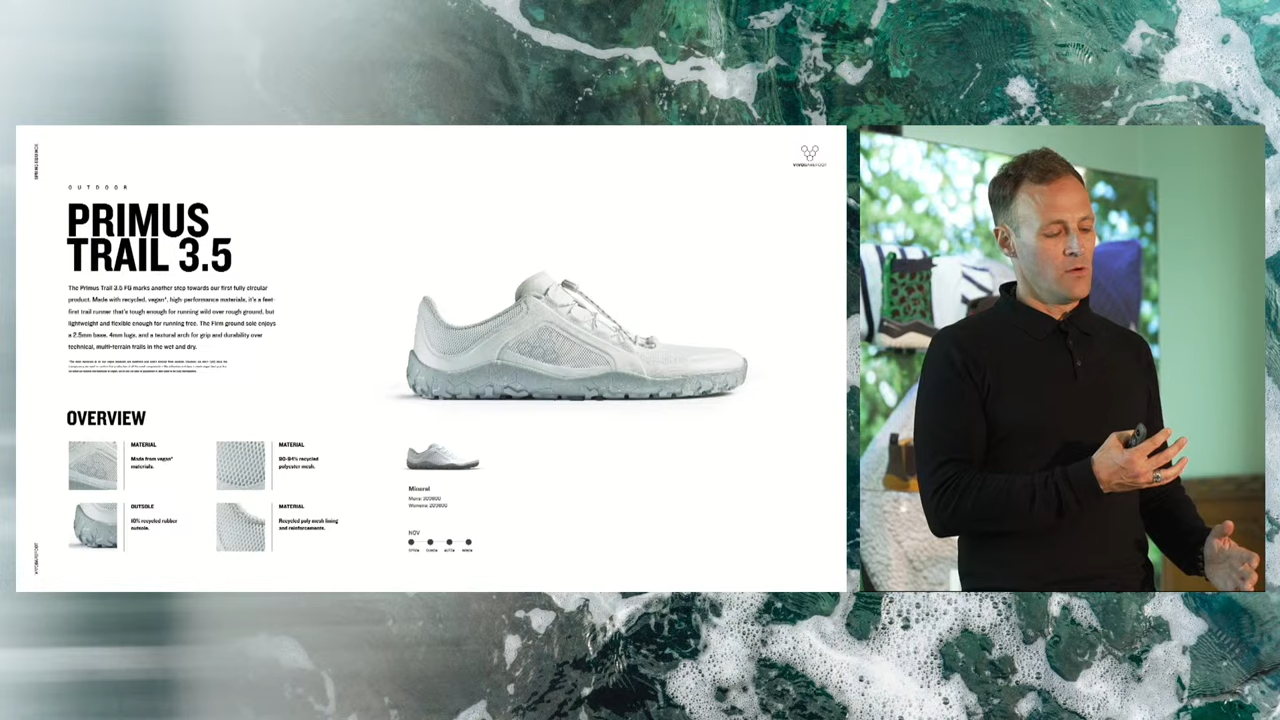 OUTDOOR
PRIMUS
TRAIL 3.5
The Primus Trail 3.5 FG marks another step towards our first fully circular
product. Made with recycled, vegan*, high-performance materials, it's a feet-
first trail runner that's tough enough for running wild over rough ground, but
lightweight and flexible enough for running free. The Firm ground sole enjoys
a 2.5mm base, 4mm lugs, and a textural arch for grip and durability over
technical, multi-terrain trails in the wet and dry.
OVERVIEW
MATERIAL
Made from vegan*
materials.
MATERIAL
90-94% recycled
polyester mesh.
OUTSOLE
10% recycled rubber
outsole.
MATERIAL
Recycled poly mesh lining
and reinforcements.
VIVOBAREFOOT
Mineral
NOV
VIVOBAREFOOT